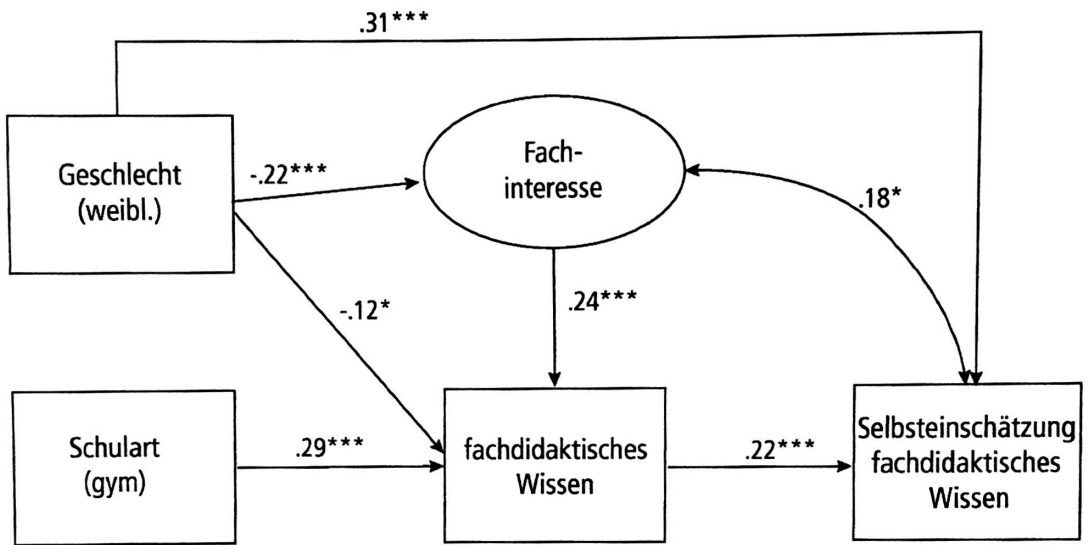 .31***
Geschlecht
(weibl.)
-.22***
Fach-
interesse
.18*
-.12*
.24***
Schulart
(gym)
.29***
fachdidaktisches
Wissen
.22***
Selbsteinschätzung
fachdidaktisches
Wissen